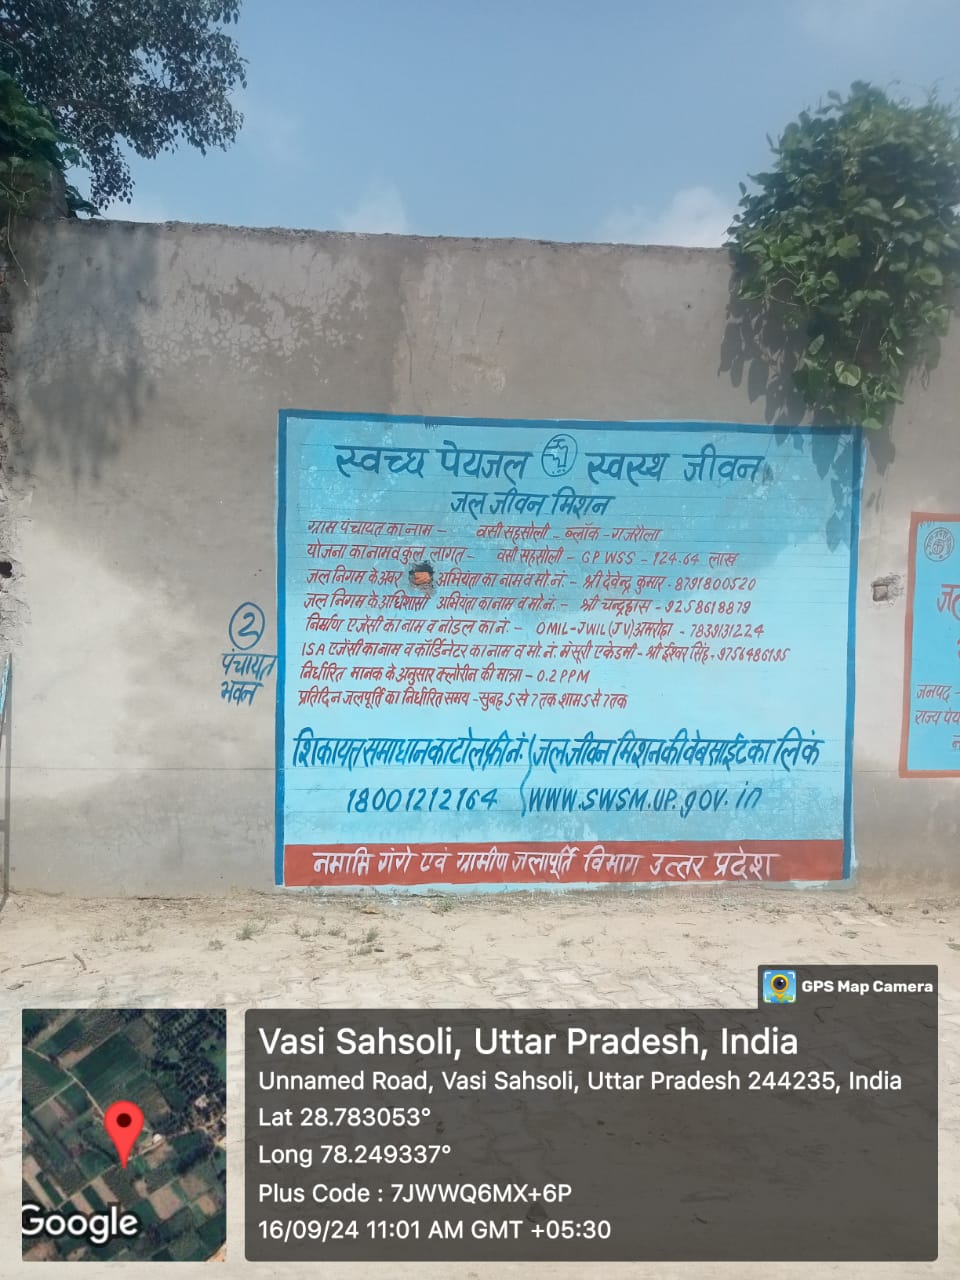 स्वच्छ पेयजल स्वस्थ जीवन
जल जीवन मिशन
ग्राम पंचायत का नाम - वसी सहसोली - ब्लॉक - गजरौला
योजना का नाम व कुल लागत - वसी सहसोली - GPWSS - 124.64 लाख
जल निगम के अवर अभियंता का नाम व मो.नं. - श्री देवेन्द्र कुमार - 8791800520
जल निगम के अधिशासी अभियंता का नाम व मो.नं. - श्री चन्द्रहास - 9258618879
निर्माण एजेंसी का नाम व नोडल का नं. - OMIL-JWIL(JV) अमरोहा - 7839131224
ISA एजेंसी का नाम व कॉर्डिनेटर का नाम व मो.नं. मंसूरी एकेडमी - श्री ईश्वर सिंह - 9756486195
निर्धारित मानक के अनुसार क्लोरीन की मात्रा - 0.2 PPM
प्रतिदिन जलपूर्ति का निर्धारित समय - सुबह 5 से 7 तक शाम 5 से 7 तक
शिकायत समाधान का टोल फ्री नं. जल जीवन मिशन की वेबसाईट का लिंक
18001212164 WWW.SWSM.UP.gov.in
नमामि गंगे एवं ग्रामीण जलापूर्ति विभाग उत्तर प्रदेश
2
पंचायत
भवन
जनपद -
राज्य पेय
GPS Map Camera
Vasi Sahsoli, Uttar Pradesh, India
Unnamed Road, Vasi Sahsoli, Uttar Pradesh 244235, India
Lat 28.783053°
Long 78.249337°
Plus Code : 7JWWQ6MX+6P
16/09/24 11:01 AM GMT +05:30
Google